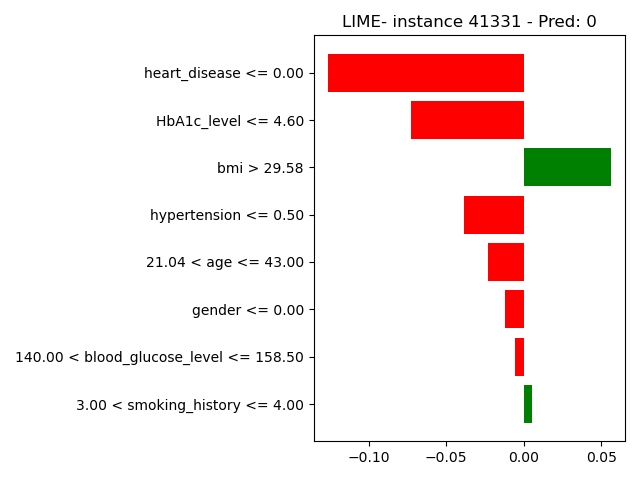 LIME- instance 41331 - Pred: 0
heart_disease <= 0.00
HbA1c_level <= 4.60
bmi > 29.58
hypertension <= 0.50
21.04 < age <= 43.00
gender <= 0.00
140.00 < blood_glucose_level <= 158.50
3.00 < smoking_history <= 4.00
−0.10 −0.05 0.00 0.05